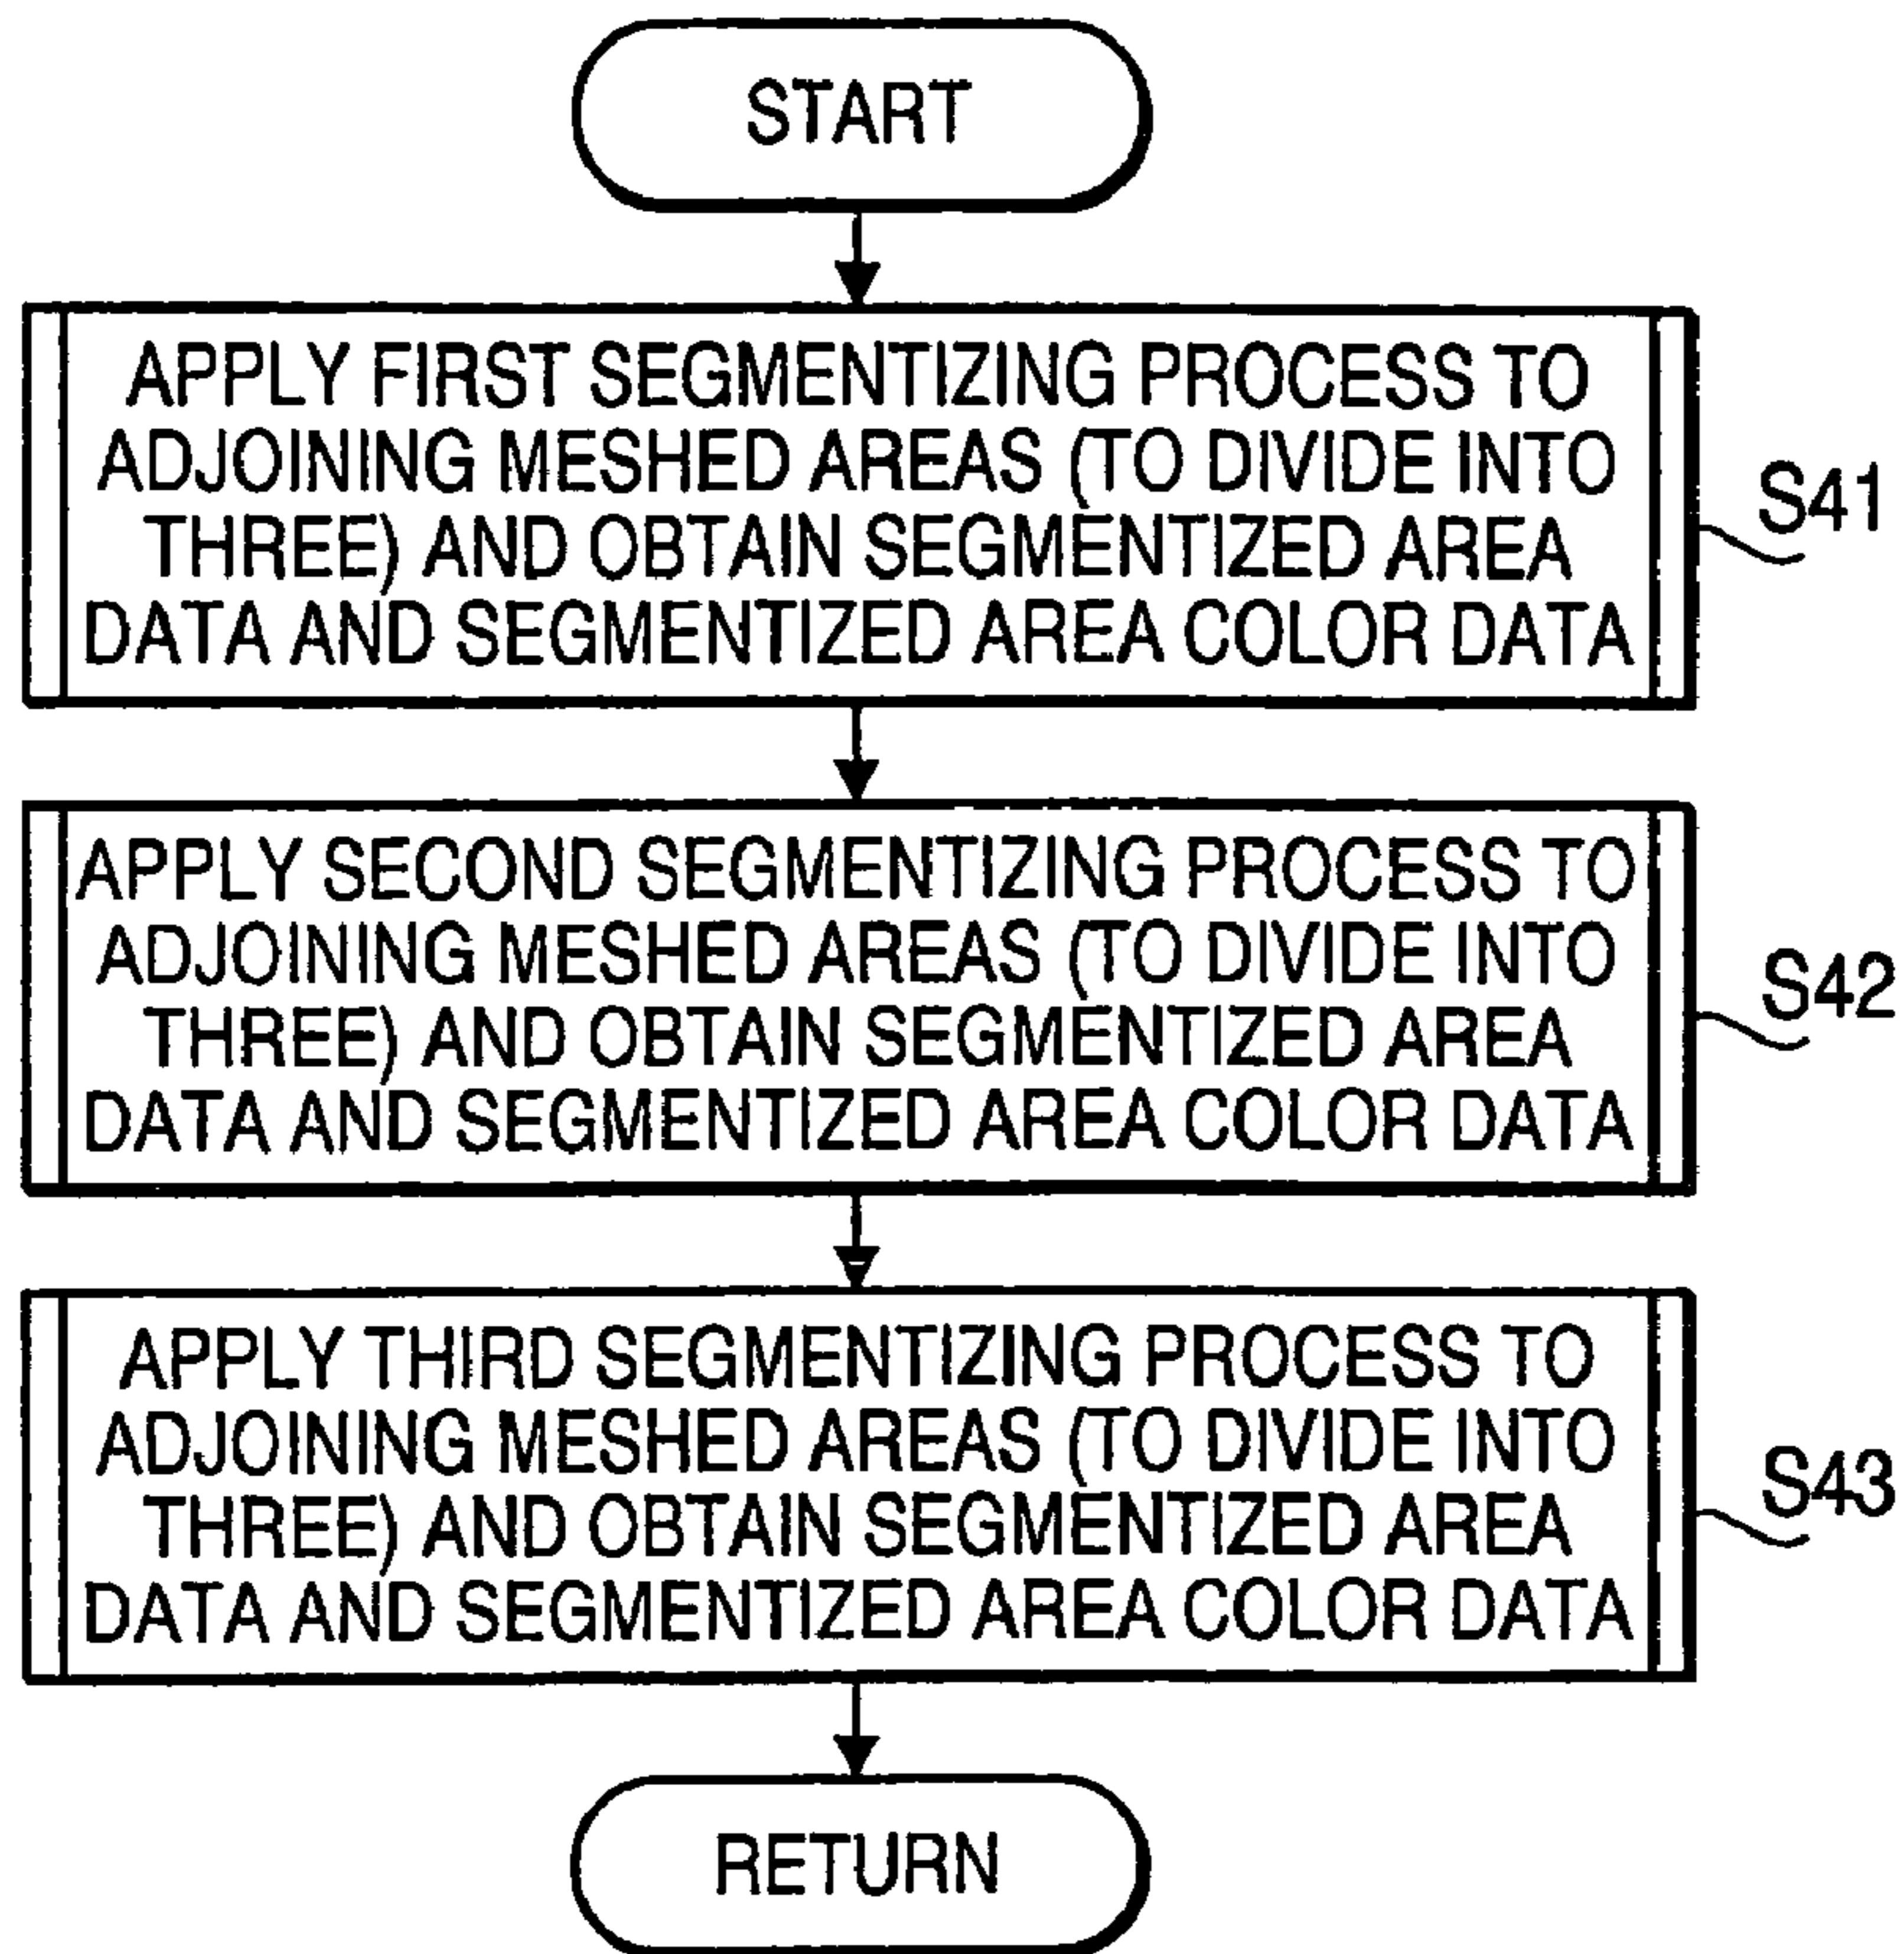 START
APPLY FIRST SEGMENTIZING PROCESS TO
ADJOINING MESHED AREAS (TO DIVIDE INTO
THREE) AND OBTAIN SEGMENTIZED AREA
DATA AND SEGMENTIZED AREA COLOR DATA
S41
APPLY SECOND SEGMENTIZING PROCESS TO
ADJOINING MESHED AREAS (TO DIVIDE INTO
THREE) AND OBTAIN SEGMENTIZED AREA
DATA AND SEGMENTIZED AREA COLOR DATA
S42
APPLY THIRD SEGMENTIZING PROCESS TO
ADJOINING MESHED AREAS (TO DIVIDE INTO
THREE) AND OBTAIN SEGMENTIZED AREA
DATA AND SEGMENTIZED AREA COLOR DATA
S43
RETURN